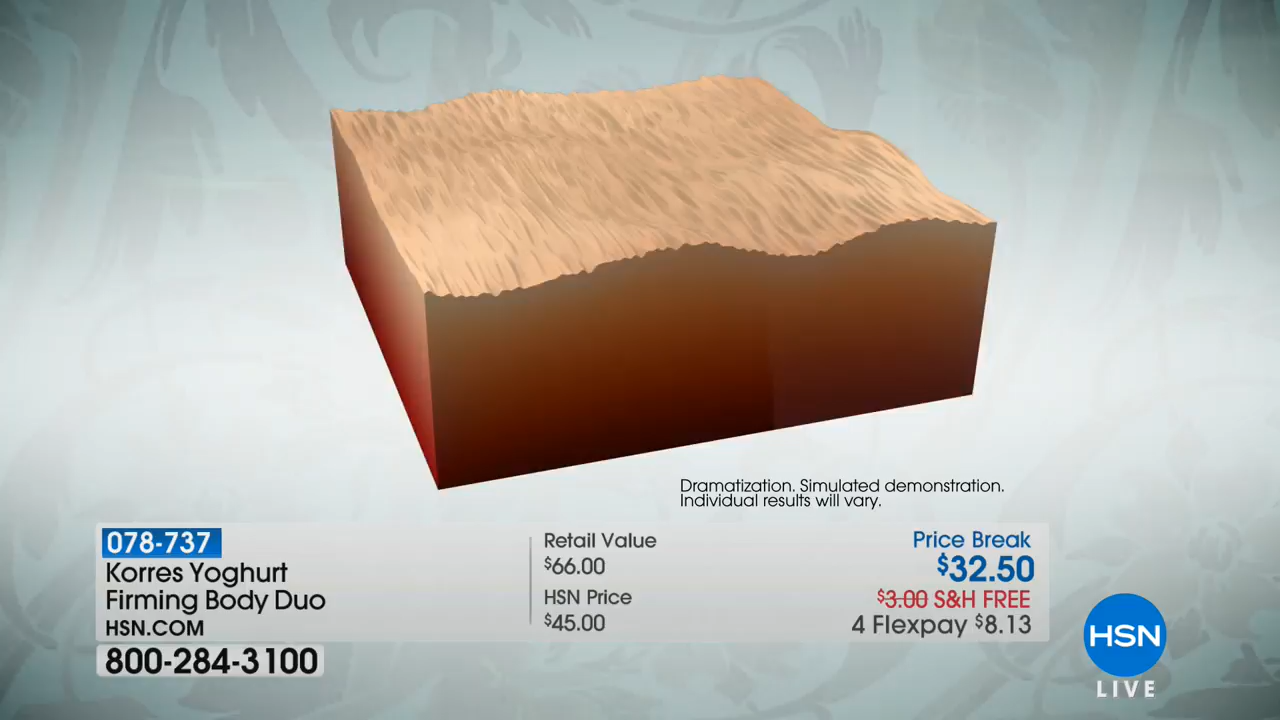 Dramatization. Simulated demonstration.
Individual results will vary.
078-737
Korres Yoghurt
Firming Body Duo
HSN.COM
800-284-3100
Retail Value
$66.00
HSN Price
$45.00
Price Break
$32.50
$3.00 S&H FREE
4 Flexpay $8.13
HSN
LIVE